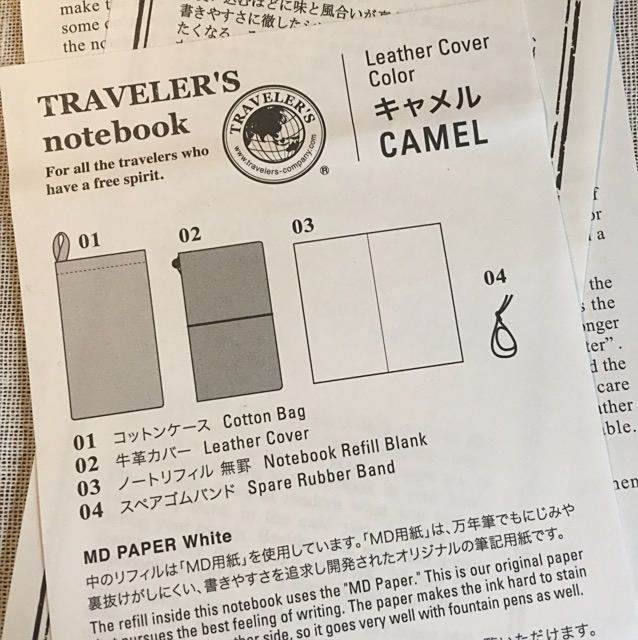 make t
some
the no
書きやすさに徹した
たくなる
TRAVELER'S
notebook
For all the travelers who
have a free spirit.
TRAVELER'S
www.travelers-company.com
®
Leather Cover
Color
キャメル
CAMEL
01
02
03
04
01 コットンケース Cotton Bag
02 牛革カバー Leather Cover
03 ノートリフィル 無罫 Notebook Refill Blank
04 スペアゴムバンド Spare Rubber Band
MD PAPER White
中のリフィルは「MD用紙」を使用しています。「MD用紙」は、万年筆でもにじみや
裏抜けがしにくい、書きやすさを追求し開発されたオリジナルの筆記用紙です。
The refill inside this notebook uses the "MD Paper." This is our original paper
pursues the best feeling of writing. The paper makes the ink hard to stain
side, so it goes very well with fountain pens as well.
いただけます。
a
the
the
nger
ter”.
the
care
ther
ble.